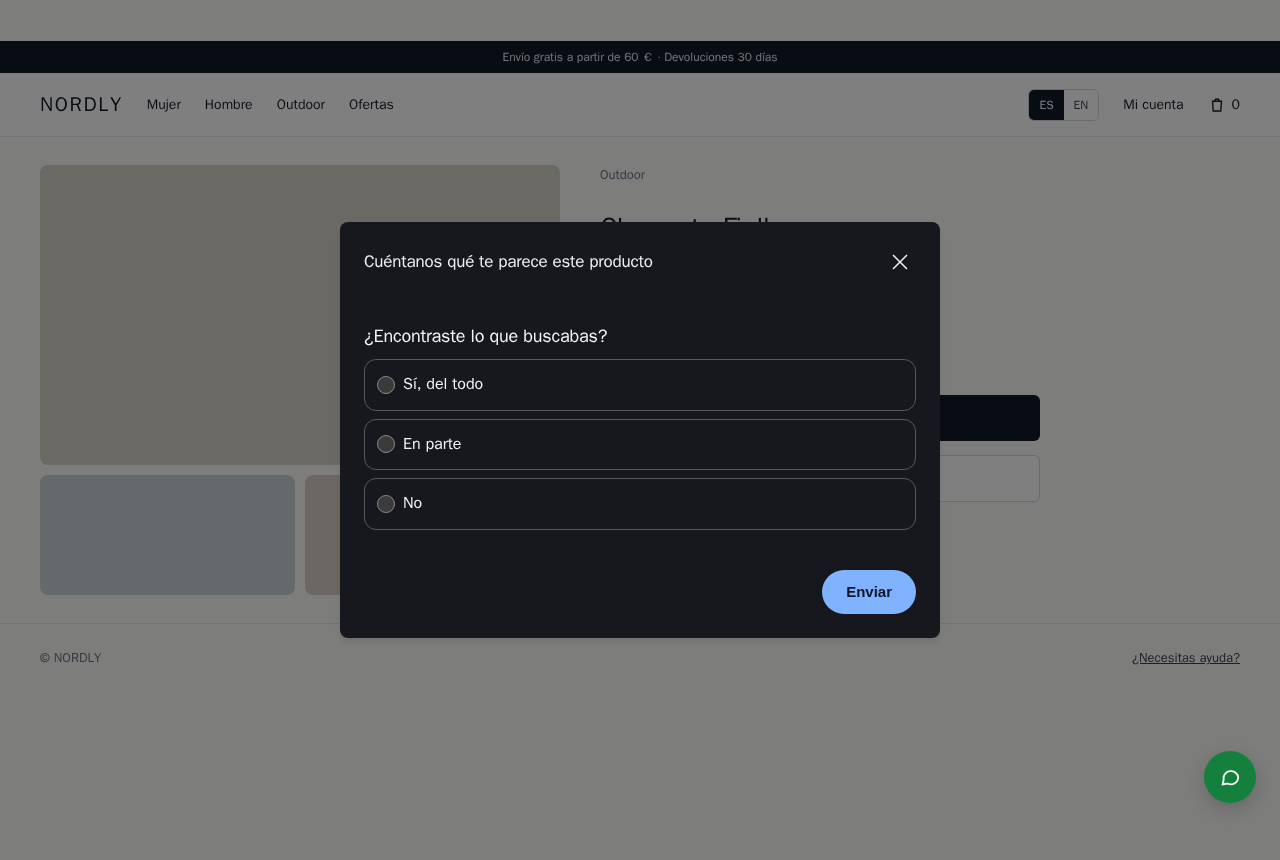 Envío gratis a partir de 60 € · Devoluciones 30 días
NORDLY
Mujer
Hombre
Outdoor
Ofertas
ES
EN
Mi cuenta
0
Outdoor
Cuéntanos qué te parece este producto
¿Encontraste lo que buscabas?
Sí, del todo
En parte
No
Enviar
© NORDLY
¿Necesitas ayuda?